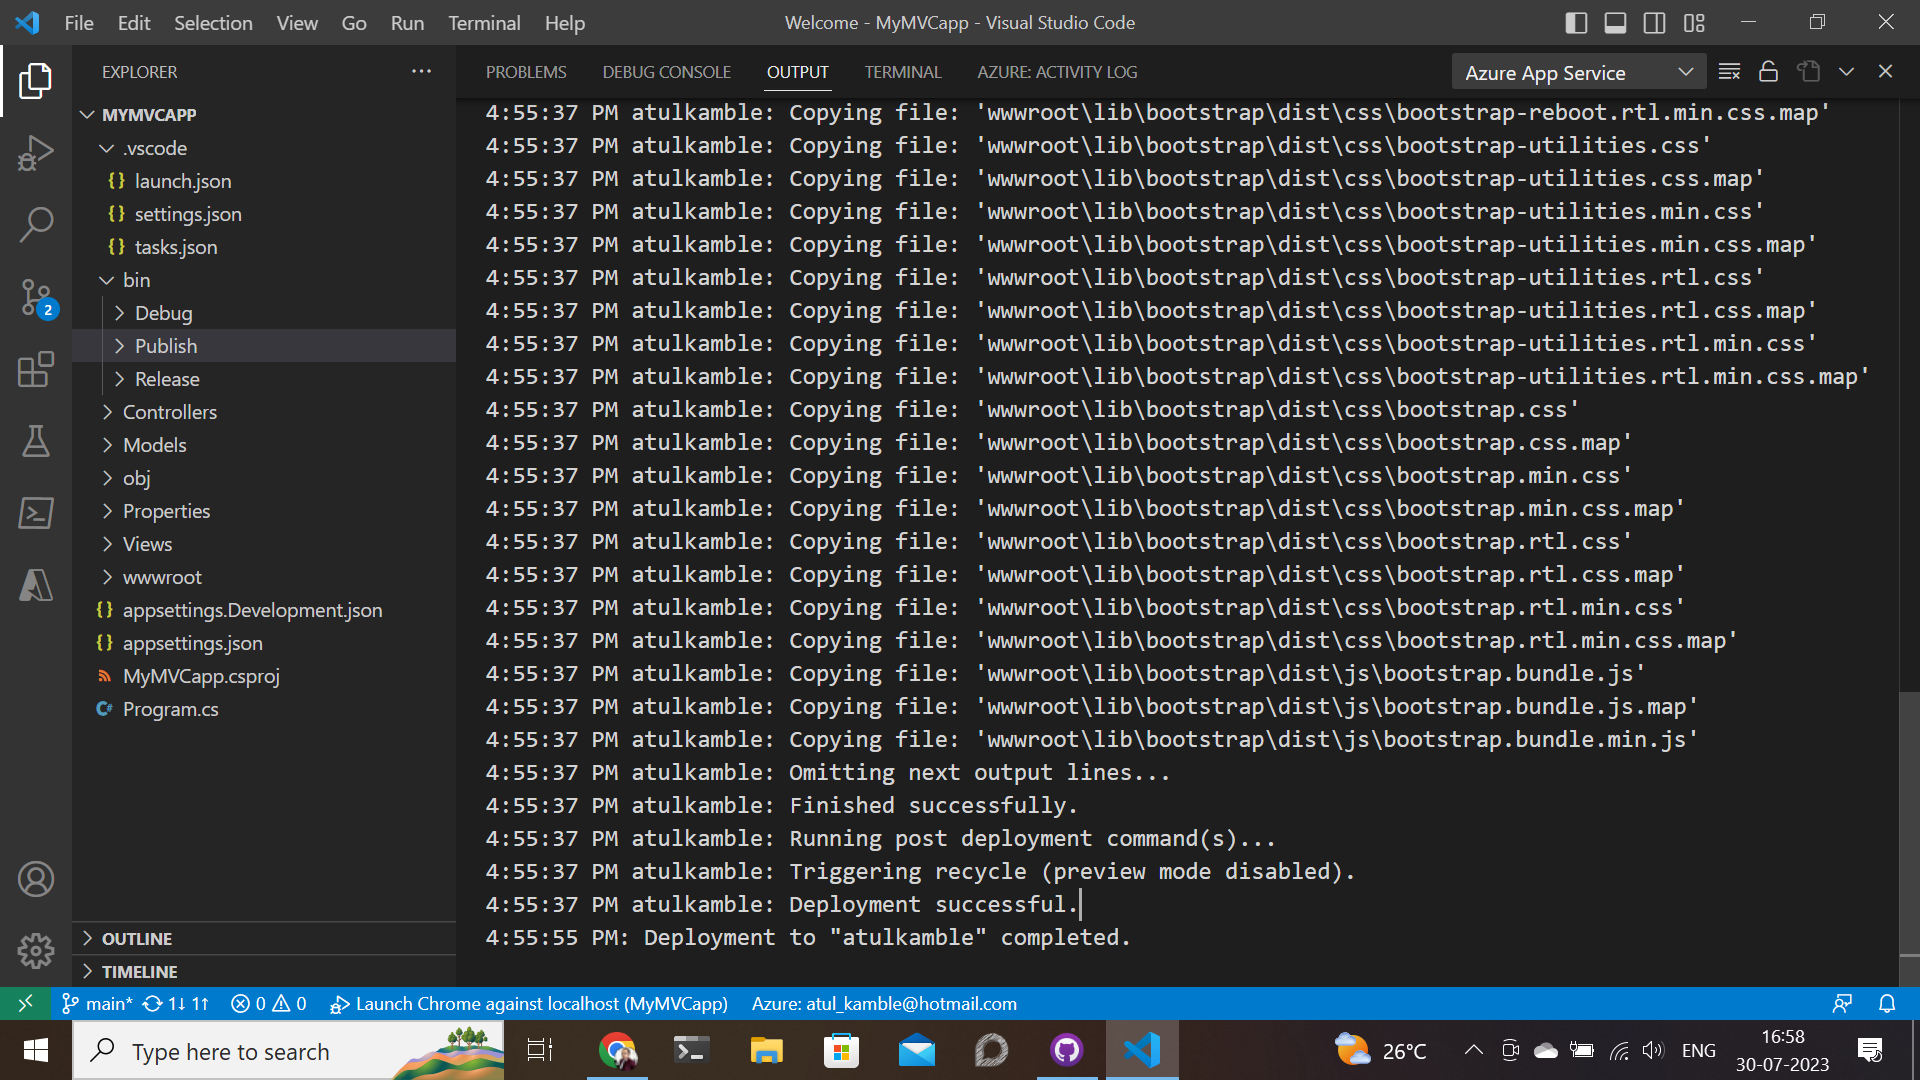 File Edit Selection View Go Run Terminal Help
Welcome - MyMVCapp - Visual Studio Code
EXPLORER
MYMVCAPP
.vscode
{} launch.json
{} settings.json
{} tasks.json
bin
Debug
Publish
Release
Controllers
Models
obj
Properties
Views
wwwroot
{} appsettings.Development.json
{} appsettings.json
MyMVCapp.csproj
C# Program.cs
OUTLINE
TIMELINE
2
PROBLEMS DEBUG CONSOLE OUTPUT TERMINAL AZURE: ACTIVITY LOG
Azure App Service
4:55:37 PM atulkamble: Copying file: 'wwwroot\lib\bootstrap\dist\css\bootstrap-reboot.rtl.min.css.map'
4:55:37 PM atulkamble: Copying file: 'wwwroot\lib\bootstrap\dist\css\bootstrap-utilities.css'
4:55:37 PM atulkamble: Copying file: 'wwwroot\lib\bootstrap\dist\css\bootstrap-utilities.css.map'
4:55:37 PM atulkamble: Copying file: 'wwwroot\lib\bootstrap\dist\css\bootstrap-utilities.min.css'
4:55:37 PM atulkamble: Copying file: 'wwwroot\lib\bootstrap\dist\css\bootstrap-utilities.min.css.map'
4:55:37 PM atulkamble: Copying file: 'wwwroot\lib\bootstrap\dist\css\bootstrap-utilities.rtl.css'
4:55:37 PM atulkamble: Copying file: 'wwwroot\lib\bootstrap\dist\css\bootstrap-utilities.rtl.css.map'
4:55:37 PM atulkamble: Copying file: 'wwwroot\lib\bootstrap\dist\css\bootstrap-utilities.rtl.min.css'
4:55:37 PM atulkamble: Copying file: 'wwwroot\lib\bootstrap\dist\css\bootstrap-utilities.rtl.min.css.map'
4:55:37 PM atulkamble: Copying file: 'wwwroot\lib\bootstrap\dist\css\bootstrap.css'
4:55:37 PM atulkamble: Copying file: 'wwwroot\lib\bootstrap\dist\css\bootstrap.css.map'
4:55:37 PM atulkamble: Copying file: 'wwwroot\lib\bootstrap\dist\css\bootstrap.min.css'
4:55:37 PM atulkamble: Copying file: 'wwwroot\lib\bootstrap\dist\css\bootstrap.min.css.map'
4:55:37 PM atulkamble: Copying file: 'wwwroot\lib\bootstrap\dist\css\bootstrap.rtl.css'
4:55:37 PM atulkamble: Copying file: 'wwwroot\lib\bootstrap\dist\css\bootstrap.rtl.css.map'
4:55:37 PM atulkamble: Copying file: 'wwwroot\lib\bootstrap\dist\css\bootstrap.rtl.min.css'
4:55:37 PM atulkamble: Copying file: 'wwwroot\lib\bootstrap\dist\css\bootstrap.rtl.min.css.map'
4:55:37 PM atulkamble: Copying file: 'wwwroot\lib\bootstrap\dist\js\bootstrap.bundle.js'
4:55:37 PM atulkamble: Copying file: 'wwwroot\lib\bootstrap\dist\js\bootstrap.bundle.js.map'
4:55:37 PM atulkamble: Copying file: 'wwwroot\lib\bootstrap\dist\js\bootstrap.bundle.min.js'
4:55:37 PM atulkamble: Omitting next output lines...
4:55:37 PM atulkamble: Finished successfully.
4:55:37 PM atulkamble: Running post deployment command(s)...
4:55:37 PM atulkamble: Triggering recycle (preview mode disabled).
4:55:37 PM atulkamble: Deployment successful.
4:55:55 PM: Deployment to "atulkamble" completed.
main* 1↓ 1↑ 0 0 Launch Chrome against localhost (MyMVCapp) Azure: atul_kamble@hotmail.com
Type here to search
26°C
ENG
16:58
30-07-2023